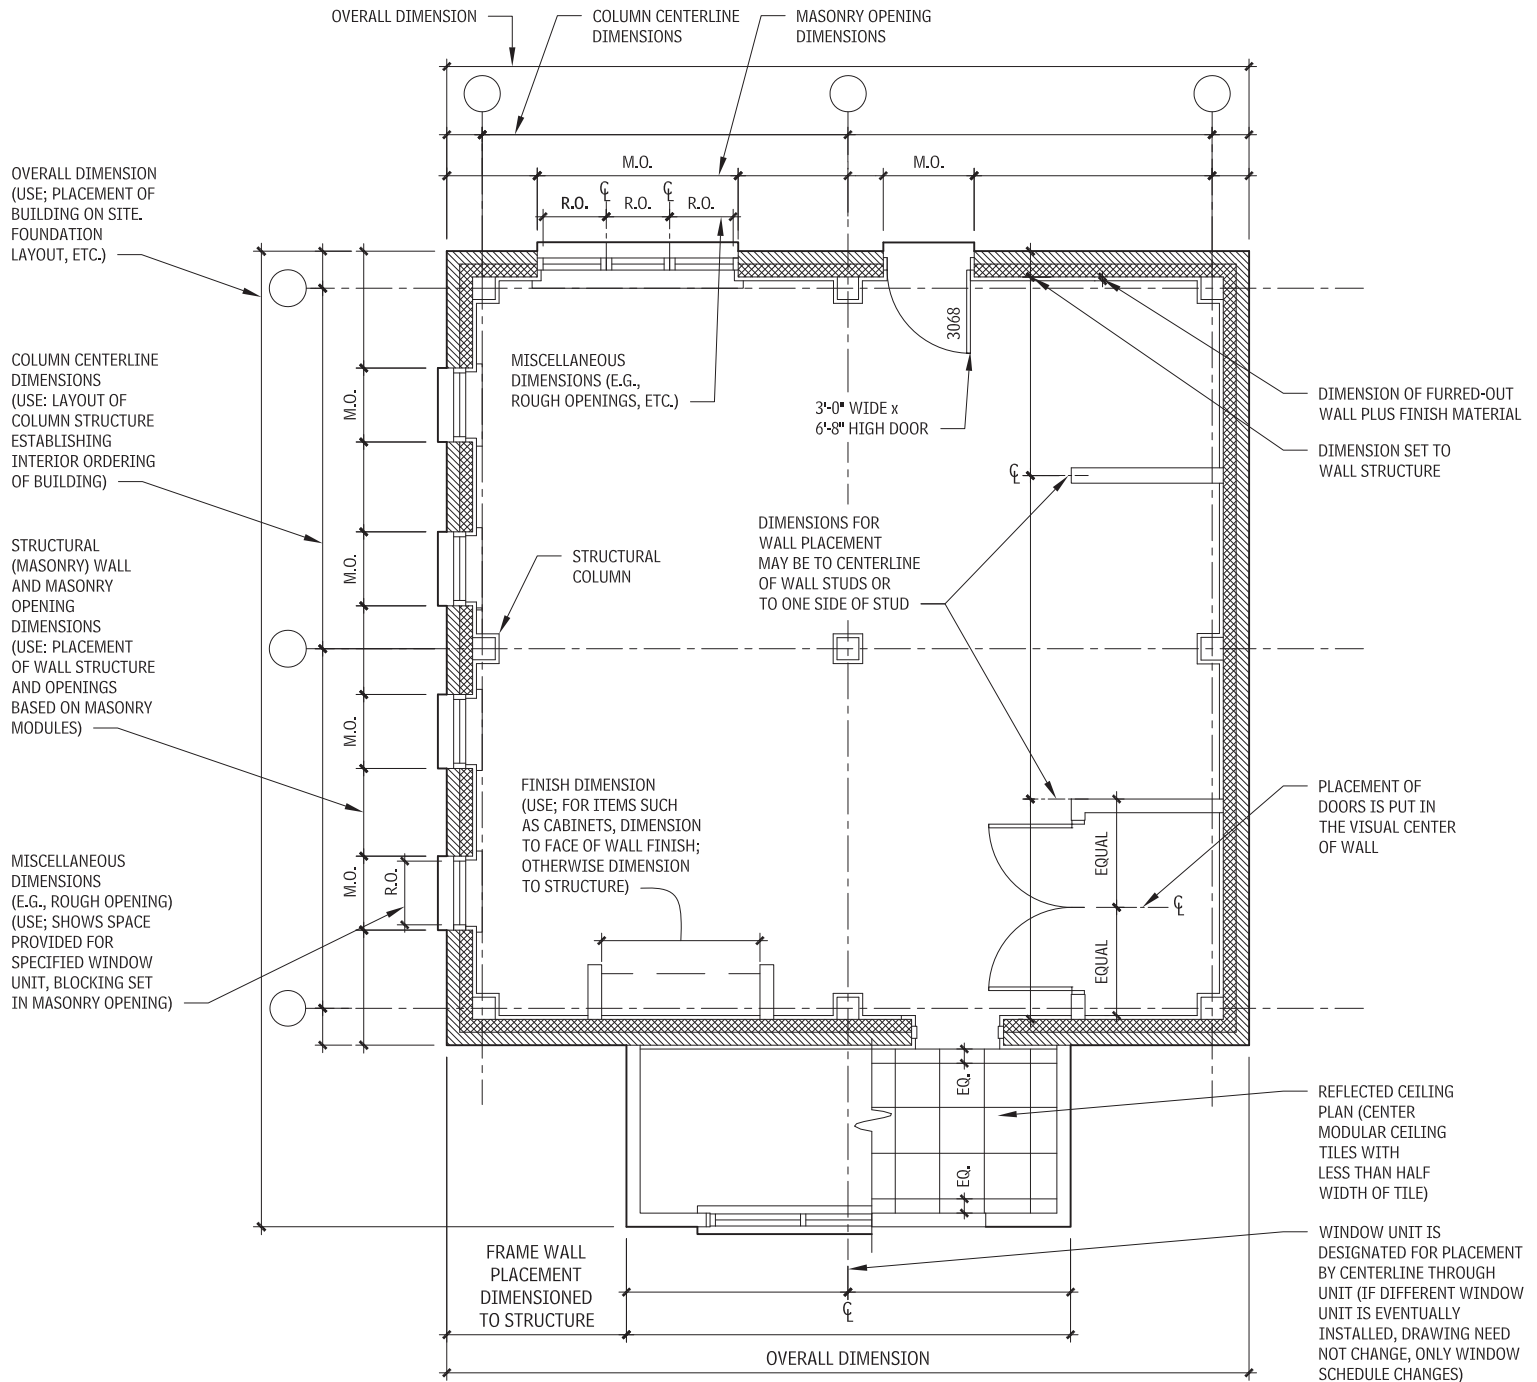 OVERALL DIMENSION
COLUMN CENTERLINE
DIMENSIONS
MASONRY OPENING
DIMENSIONS
OVERALL DIMENSION
(USE; PLACEMENT OF
BUILDING ON SITE.
FOUNDATION
LAYOUT, ETC.)
M.O.
M.O.
℄
℄
R.O.
R.O.
R.O.
COLUMN CENTERLINE
DIMENSIONS
(USE: LAYOUT OF
COLUMN STRUCTURE
ESTABLISHING
INTERIOR ORDERING
OF BUILDING)
M.O.
MISCELLANEOUS
DIMENSIONS (E.G.,
ROUGH OPENINGS, ETC.)
3068
3'-0" WIDE x
6'-8" HIGH DOOR
DIMENSION OF FURRED-OUT
WALL PLUS FINISH MATERIAL
DIMENSION SET TO
WALL STRUCTURE
℄
STRUCTURAL
(MASONRY) WALL
AND MASONRY
OPENING
DIMENSIONS
(USE: PLACEMENT
OF WALL STRUCTURE
AND OPENINGS
BASED ON MASONRY
MODULES)
M.O.
STRUCTURAL
COLUMN
DIMENSIONS FOR
WALL PLACEMENT
MAY BE TO CENTERLINE
OF WALL STUDS OR
TO ONE SIDE OF STUD
M.O.
FINISH DIMENSION
(USE; FOR ITEMS SUCH
AS CABINETS, DIMENSION
TO FACE OF WALL FINISH;
OTHERWISE DIMENSION
TO STRUCTURE)
PLACEMENT OF
DOORS IS PUT IN
THE VISUAL CENTER
OF WALL
EQUAL
℄
EQUAL
MISCELLANEOUS
DIMENSIONS
(E.G., ROUGH OPENING)
(USE; SHOWS SPACE
PROVIDED FOR
SPECIFIED WINDOW
UNIT, BLOCKING SET
IN MASONRY OPENING)
M.O.
R.O.
EQ.
EQ.
REFLECTED CEILING
PLAN (CENTER
MODULAR CEILING
TILES WITH
LESS THAN HALF
WIDTH OF TILE)
FRAME WALL
PLACEMENT
DIMENSIONED
TO STRUCTURE
℄
WINDOW UNIT IS
DESIGNATED FOR PLACEMENT
BY CENTERLINE THROUGH
UNIT (IF DIFFERENT WINDOW
UNIT IS EVENTUALLY
INSTALLED, DRAWING NEED
NOT CHANGE, ONLY WINDOW
SCHEDULE CHANGES)
OVERALL DIMENSION